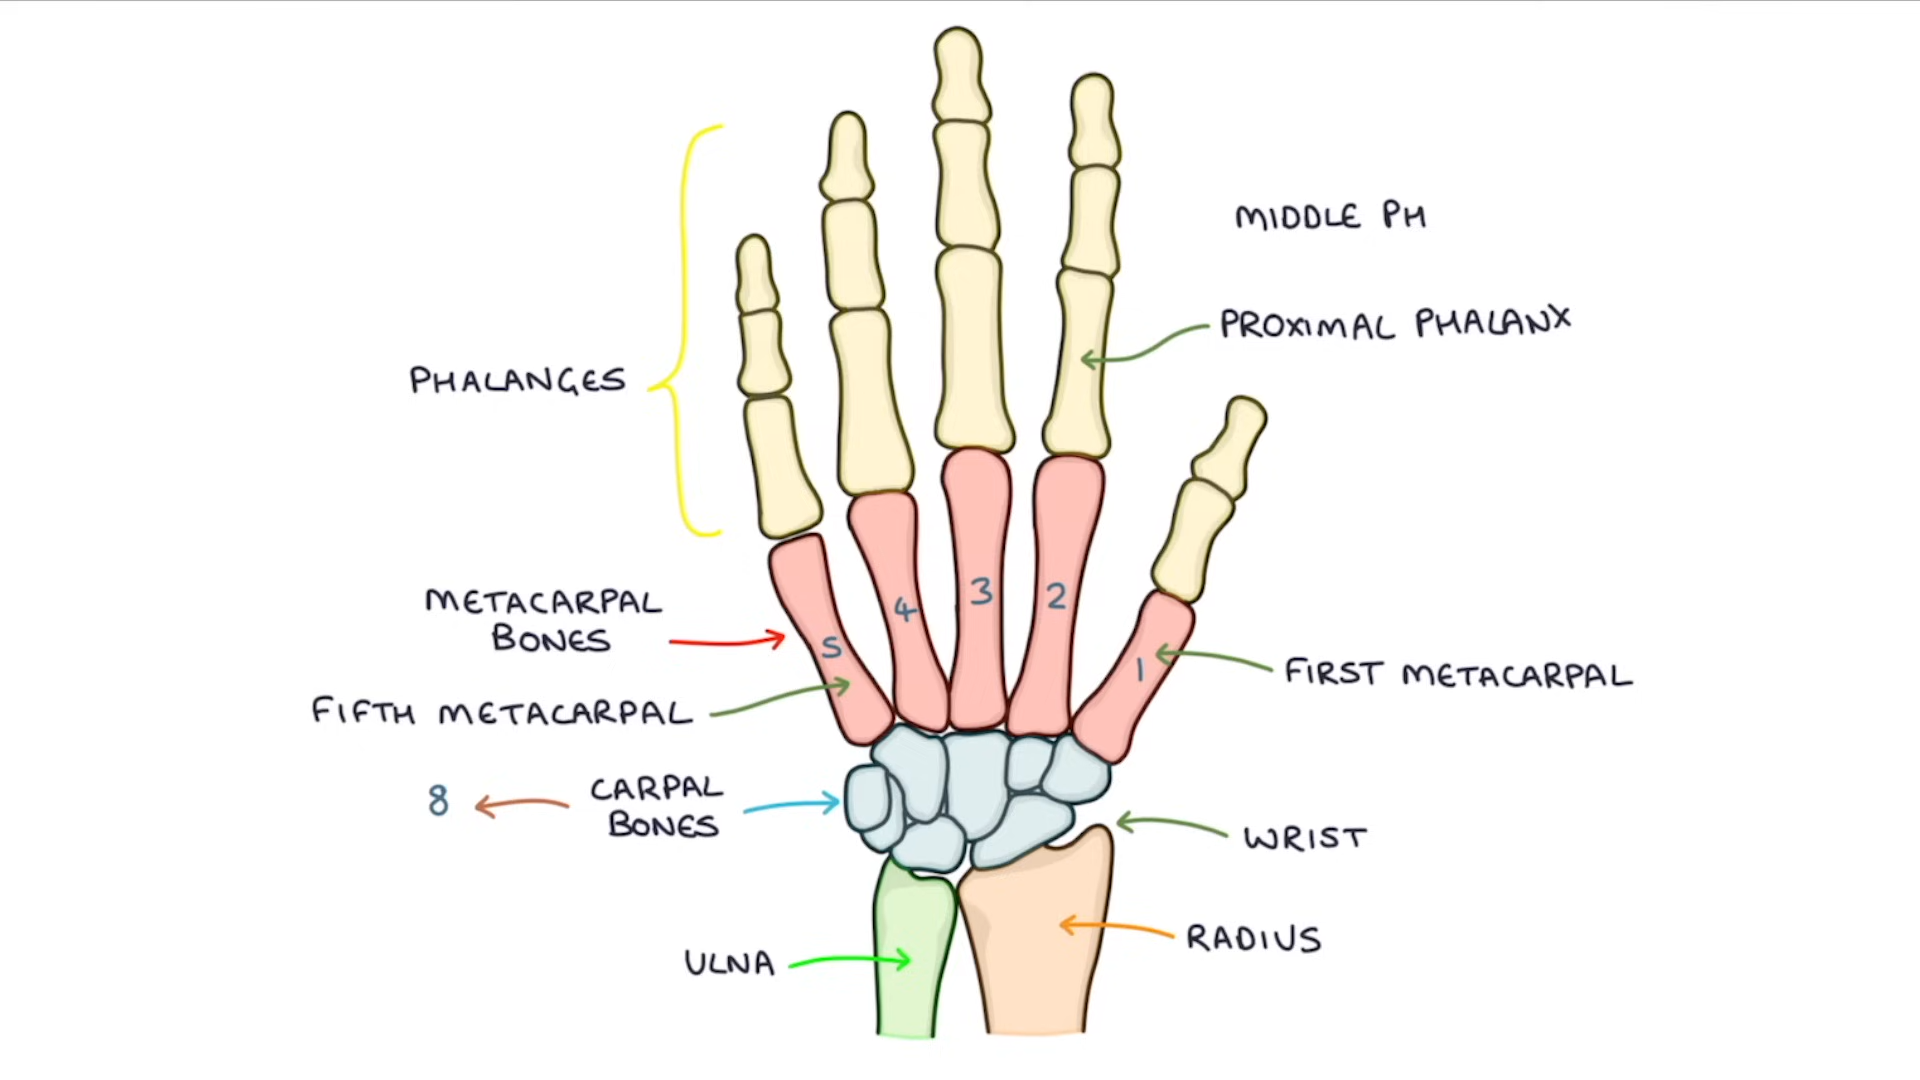 MIDDLE PH
PROXIMAL PHALANX
PHALANGES
METACARPAL
BONES
3
2
4
5
1
FIRST METACARPAL
FIFTH METACARPAL
8
CARPAL
BONES
WRIST
RADIUS
ULNA